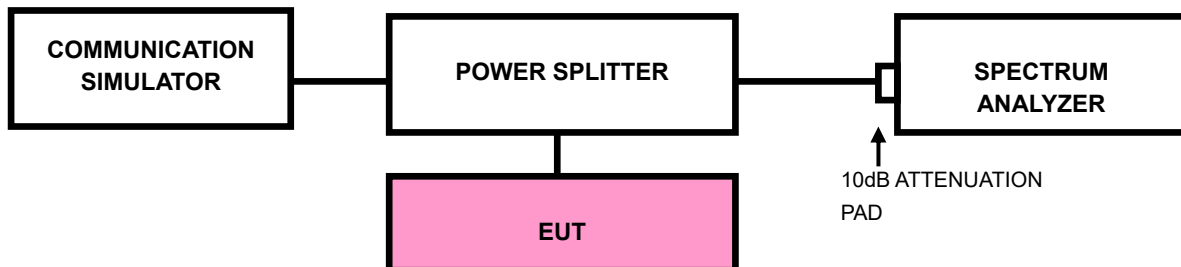 COMMUNICATION
SIMULATOR
POWER SPLITTER
SPECTRUM
ANALYZER
10dB ATTENUATION
PAD
EUT